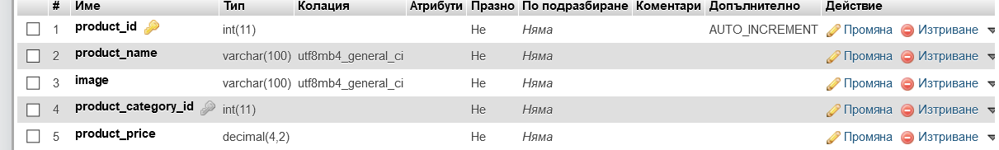 # Име Тип Колация Атрибути Празно По подразбиране Коментари Допълнително Действие
1 product_id int(11) Не Няма AUTO_INCREMENT Промяна Изтриване
2 product_name varchar(100) utf8mb4_general_ci Не Няма Промяна Изтриване
3 image varchar(100) utf8mb4_general_ci Не Няма Промяна Изтриване
4 product_category_id int(11) Не Няма Промяна Изтриване
5 product_price decimal(4,2) Не Няма Промяна Изтриване